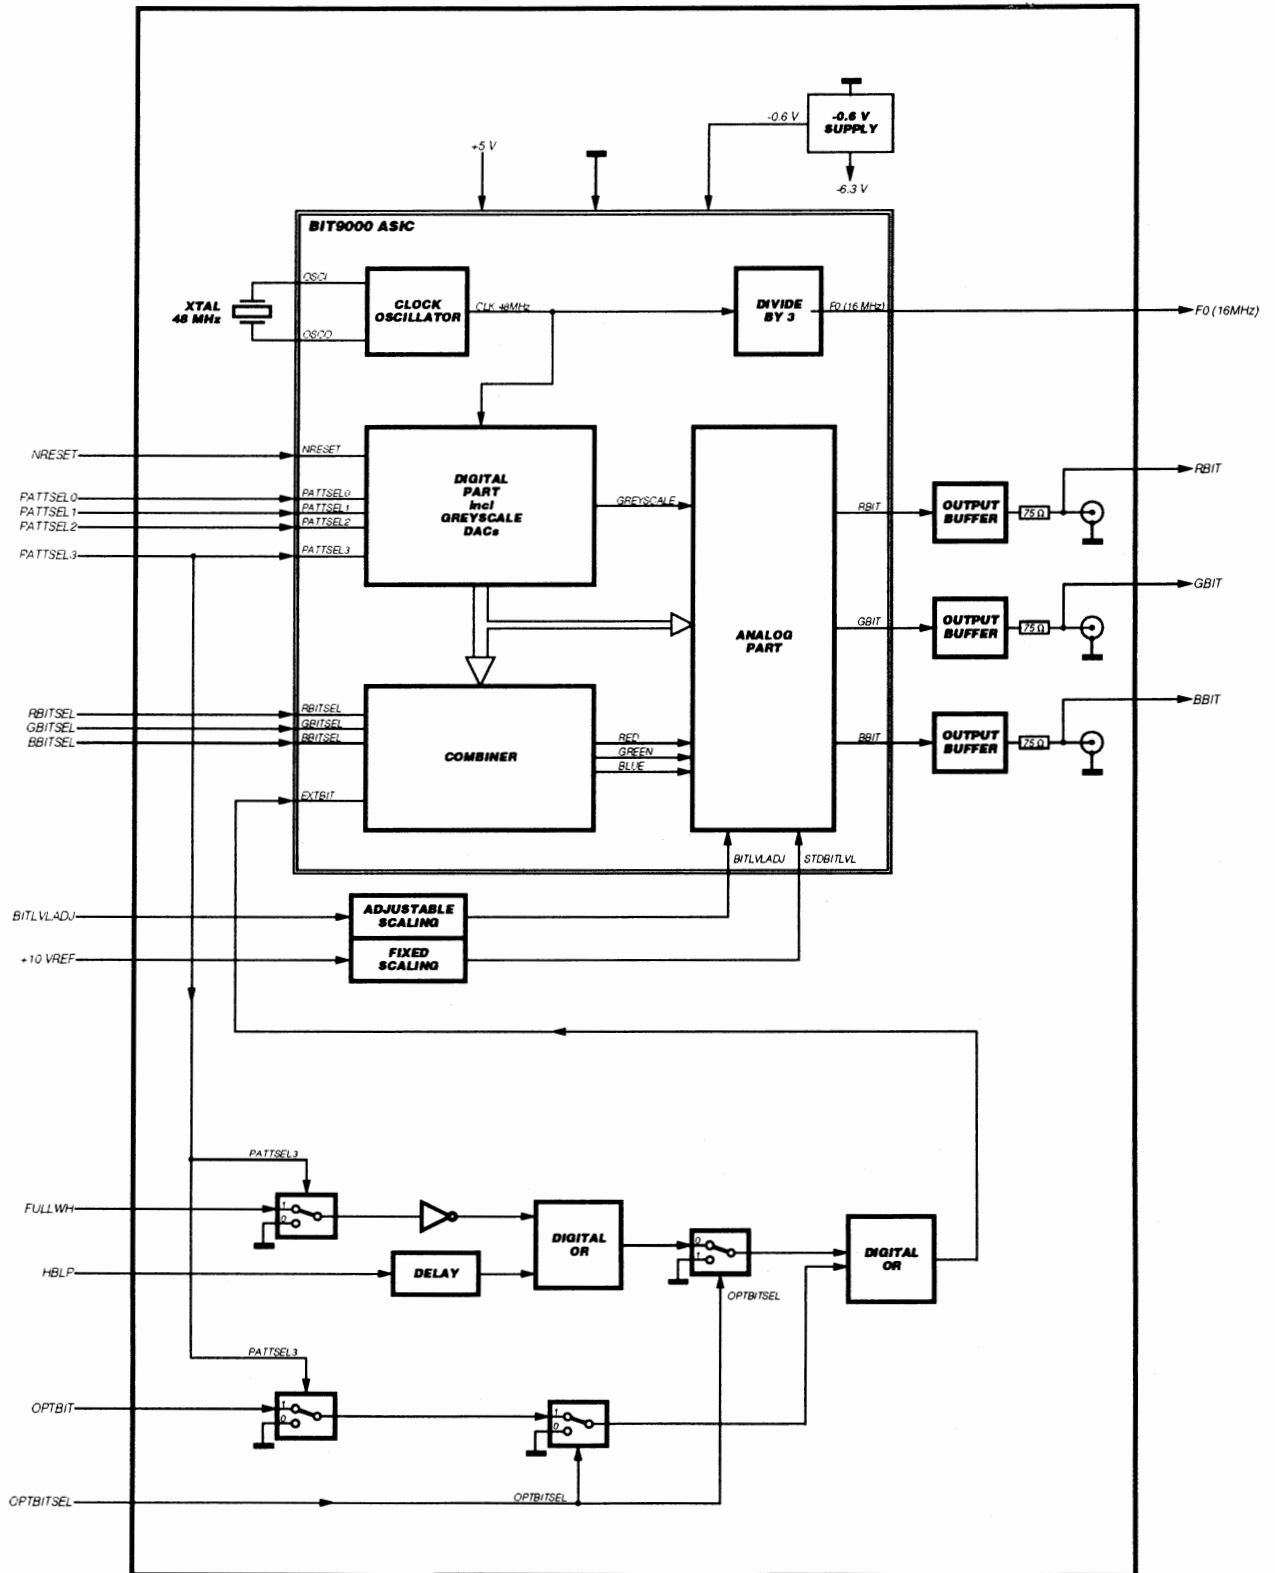 -0.6 V
-0.6 V
SUPPLY
+5 V
-6.3 V
BIT9000 ASIC
OSCI
XTAL
48 MHz
CLOCK
OSCILLATOR
CLK 48MHz
DIVIDE
BY 3
F0 (16 MHz)
F0 (16MHz)
OSCO
NRESET
NRESET
DIGITAL
PART
incl
GREYSCALE
DACs
PATTSEL0
PATTSEL0
PATTSEL1
PATTSEL1
PATTSEL2
PATTSEL2
PATTSEL3
PATTSEL3
GREYSCALE
RBIT
OUTPUT
BUFFER
75 Ω
RBIT
GBIT
OUTPUT
BUFFER
75 Ω
GBIT
ANALOG
PART
RBITSEL
RBITSEL
GBITSEL
GBITSEL
BBITSEL
BBITSEL
COMBINER
RED
GREEN
BLUE
BBIT
OUTPUT
BUFFER
75 Ω
BBIT
EXTBIT
BITLVLADJ
STDBITLVL
BITLVLADJ
ADJUSTABLE
SCALING
+10 VREF
FIXED
SCALING
PATTSEL3
FULLWH
1
0
DIGITAL
OR
0
1
DIGITAL
OR
HBLP
DELAY
OPTBITSEL
PATTSEL3
OPTBIT
1
0
1
0
OPTBITSEL
OPTBITSEL